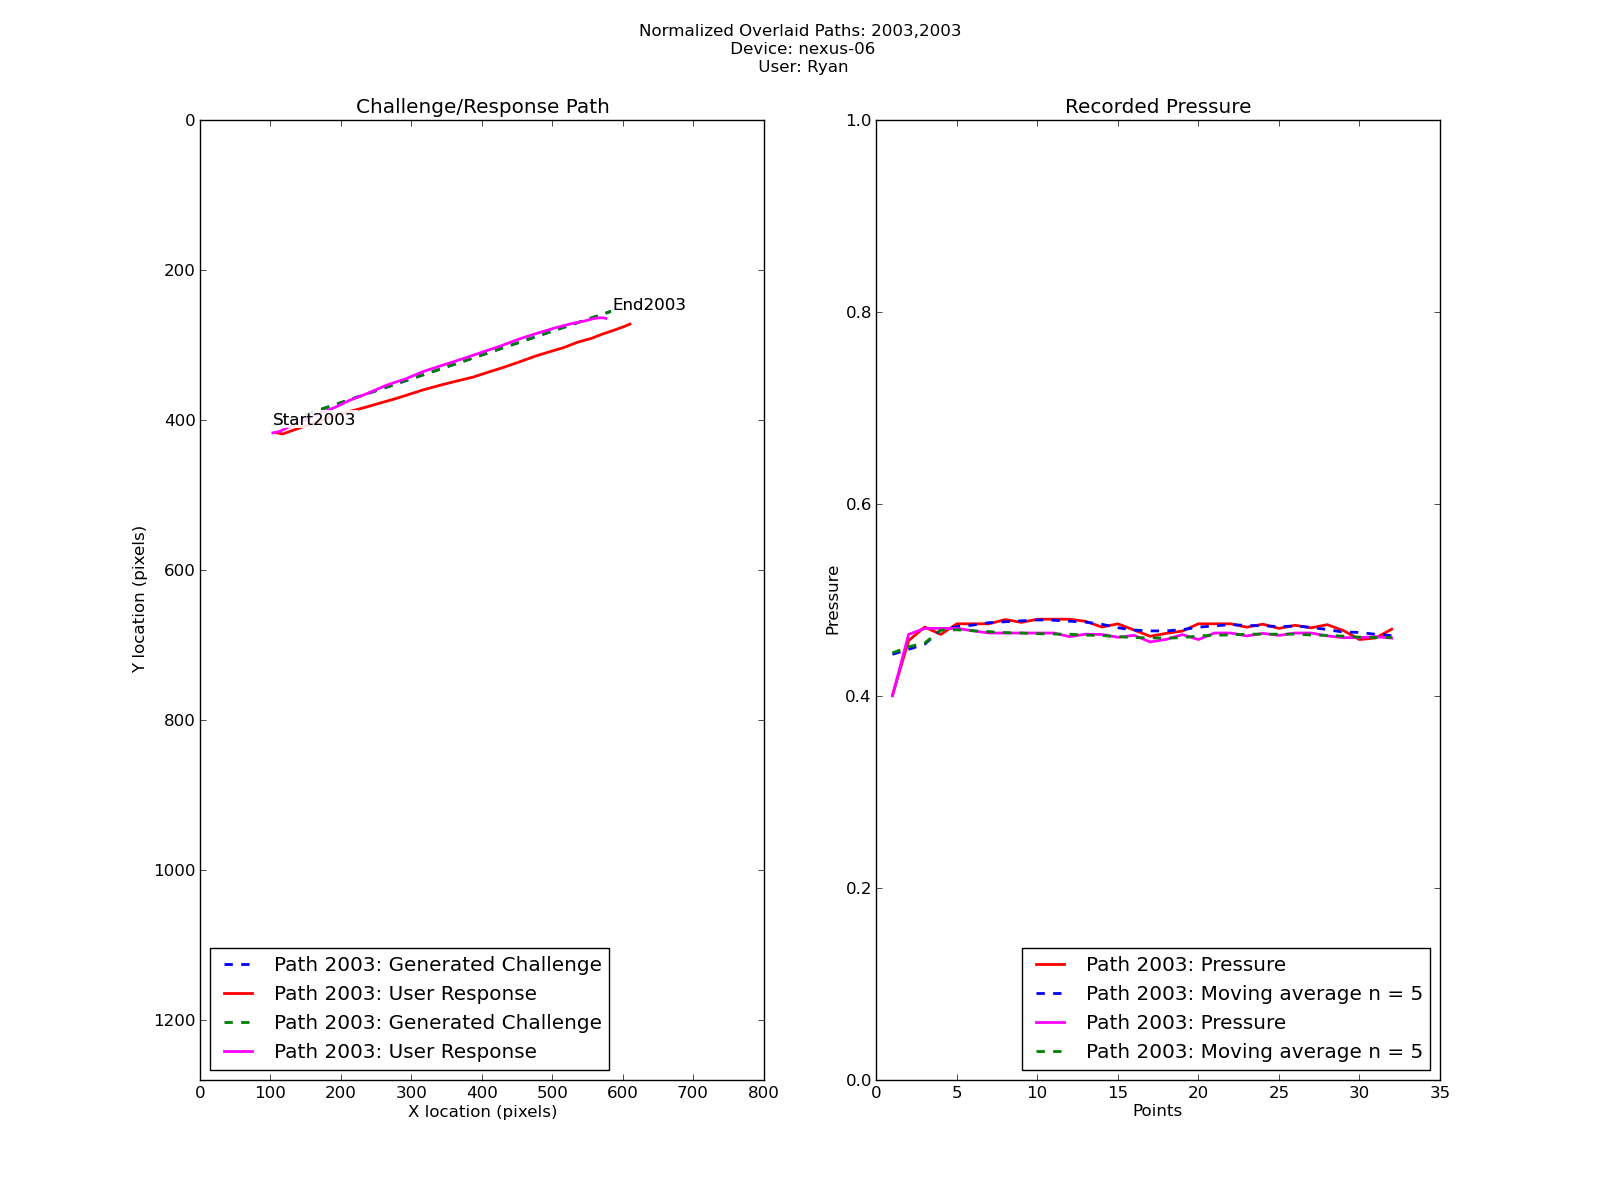 Normalized Overlaid Paths: 2003,2003
Device: nexus-06
User: Ryan
Challenge/Response Path
0
200
400
600
800
1000
1200
Y location (pixels)
End2003
Start2003
Path 2003: Generated Challenge
Path 2003: User Response
Path 2003: Generated Challenge
Path 2003: User Response
0 100 200 300 400 500 600 700 800
X location (pixels)
Recorded Pressure
1.0
0.8
0.6
0.4
0.2
0.0
Pressure
Path 2003: Pressure
Path 2003: Moving average n = 5
Path 2003: Pressure
Path 2003: Moving average n = 5
0 5 10 15 20 25 30 35
Points